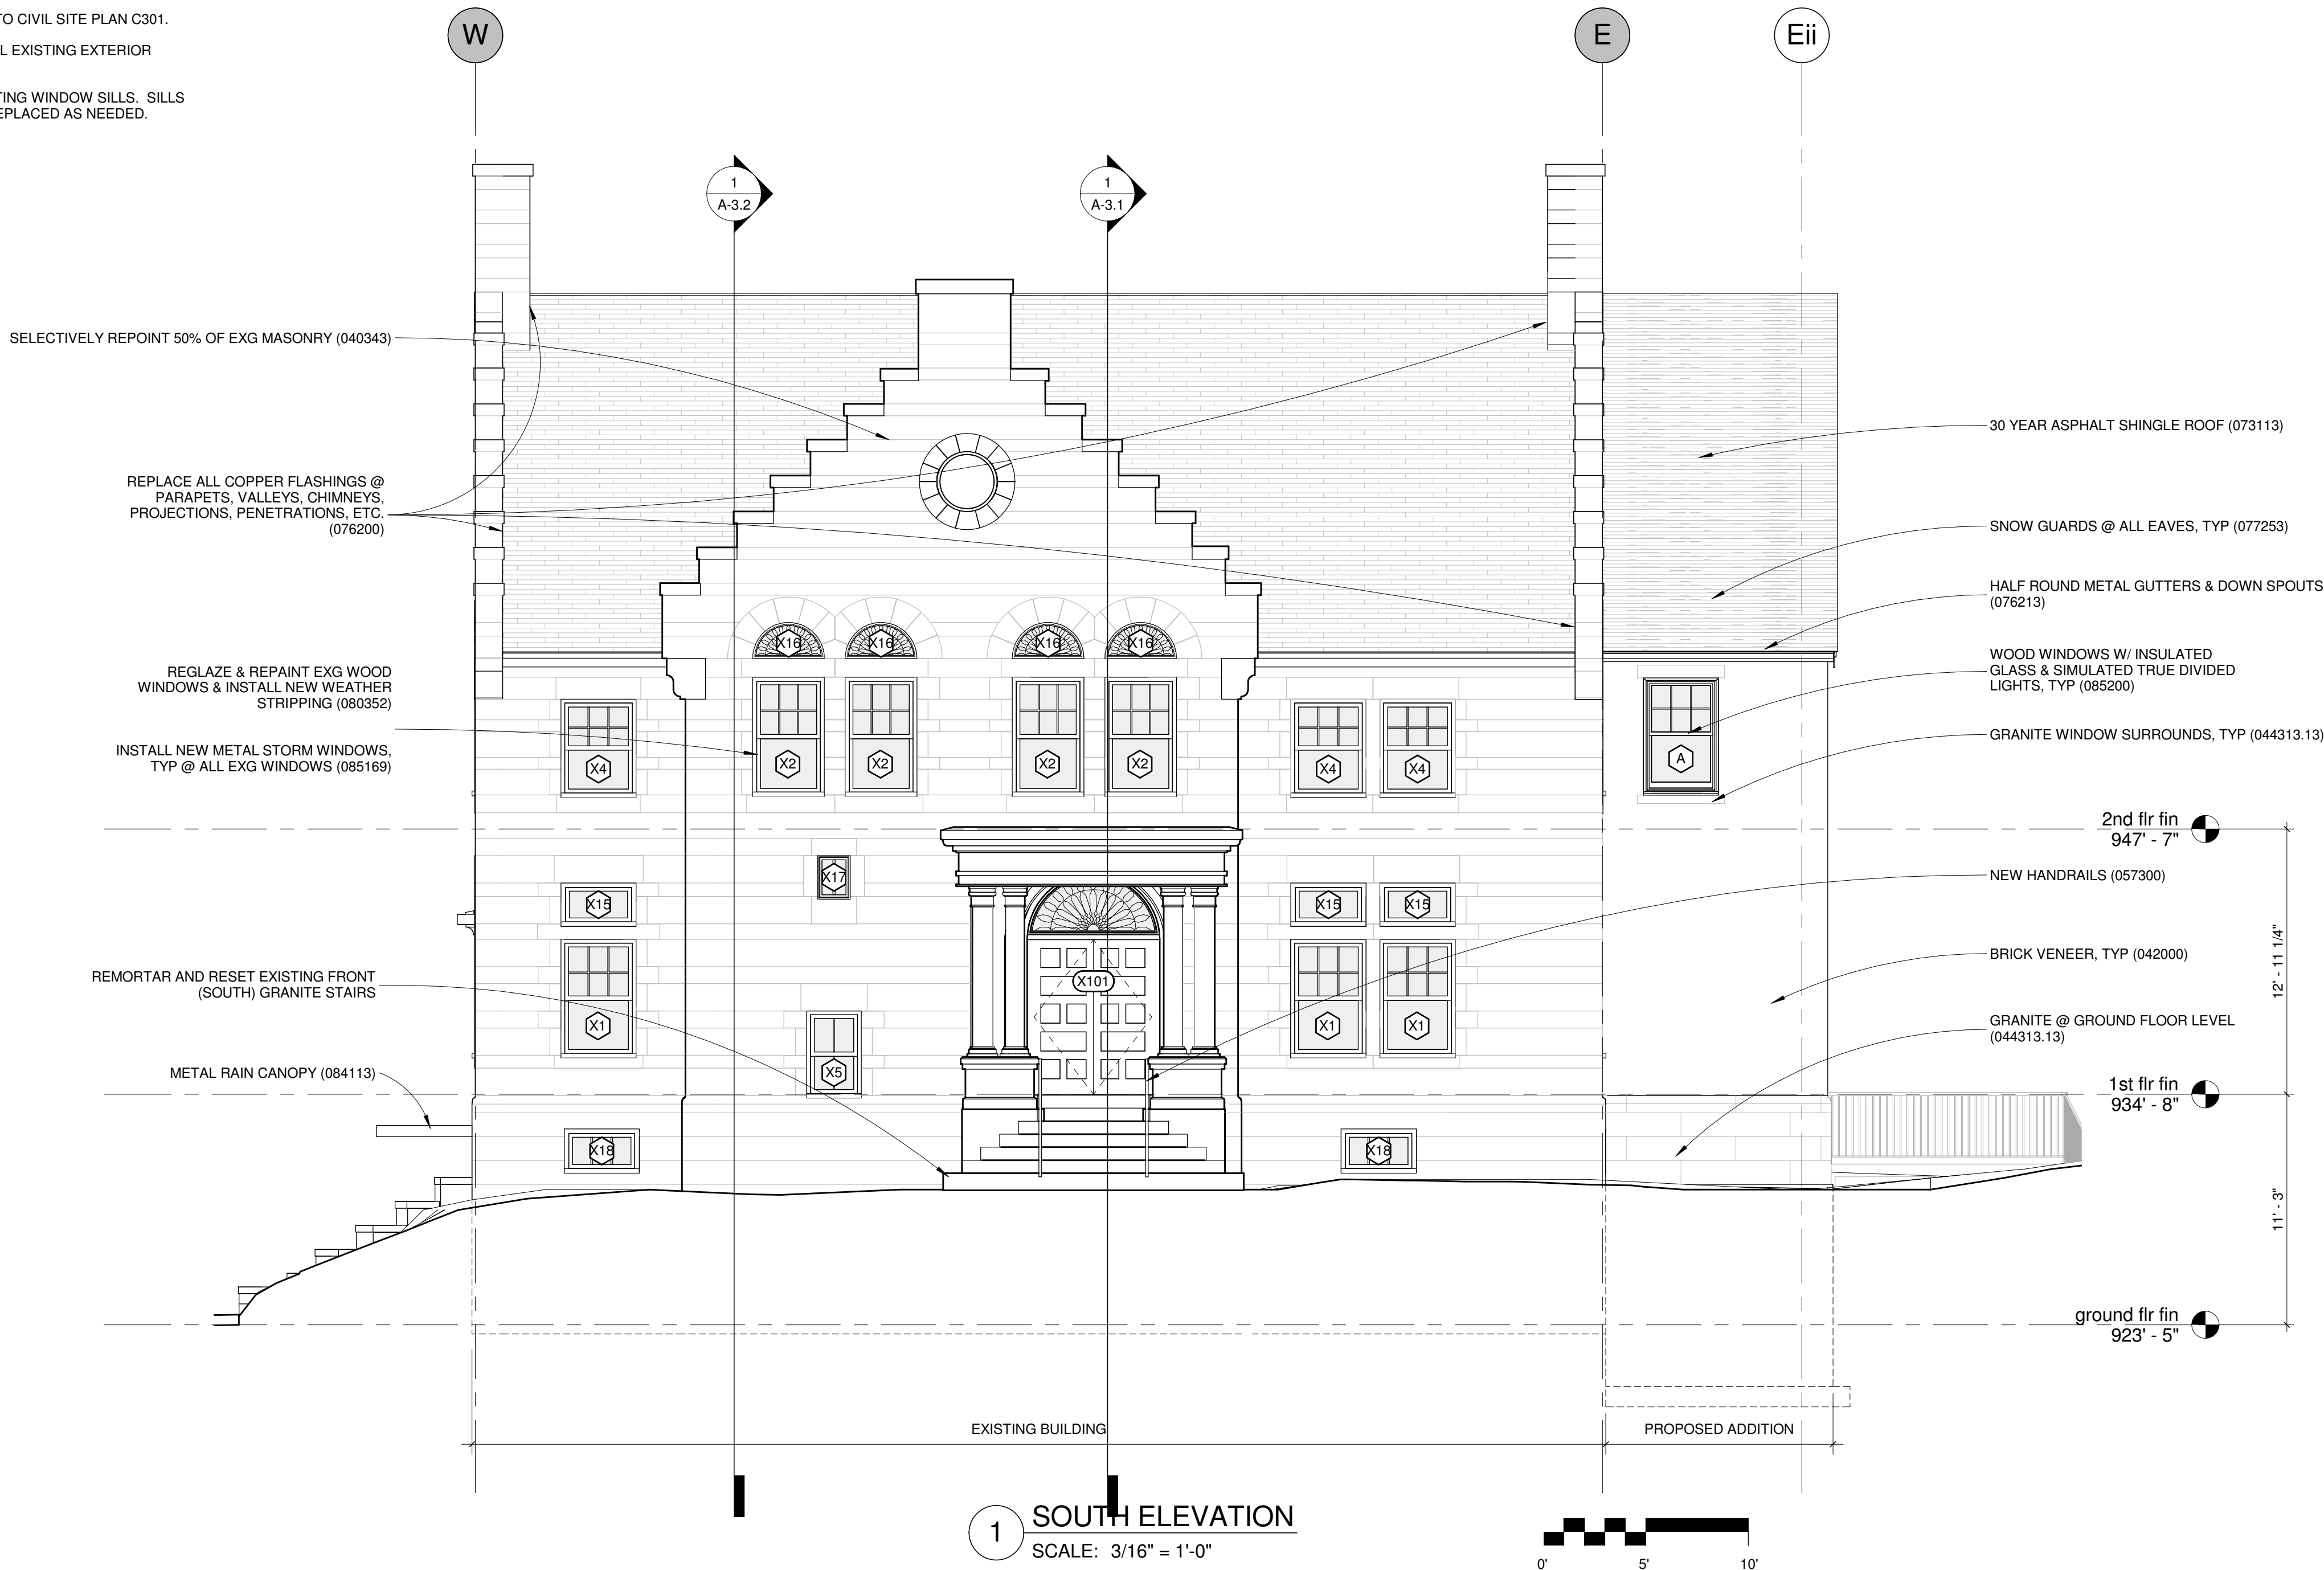 TO CIVIL SITE PLAN C301.
L EXISTING EXTERIOR
TING WINDOW SILLS. SILLS
EPLACED AS NEEDED.
W
E
Eii
1
A-3.2
1
A-3.1
SELECTIVELY REPOINT 50% OF EXG MASONRY (040343)
REPLACE ALL COPPER FLASHINGS @
PARAPETS, VALLEYS, CHIMNEYS,
PROJECTIONS, PENETRATIONS, ETC.
(076200)
REGLAZE & REPAINT EXG WOOD
WINDOWS & INSTALL NEW WEATHER
STRIPPING (080352)
INSTALL NEW METAL STORM WINDOWS,
TYP @ ALL EXG WINDOWS (085169)
REMORTAR AND RESET EXISTING FRONT
(SOUTH) GRANITE STAIRS
METAL RAIN CANOPY (084113)
X16 X16 X16 X16
X4 X2 X2 X2 X2 X4 X4 A
X17
X15 X15 X15
X101
X1 X1 X1
X5
X18 X18
30 YEAR ASPHALT SHINGLE ROOF (073113)
SNOW GUARDS @ ALL EAVES, TYP (077253)
HALF ROUND METAL GUTTERS & DOWN SPOUTS
(076213)
WOOD WINDOWS W/ INSULATED
GLASS & SIMULATED TRUE DIVIDED
LIGHTS, TYP (085200)
GRANITE WINDOW SURROUNDS, TYP (044313.13)
2nd flr fin
947' - 7"
NEW HANDRAILS (057300)
BRICK VENEER, TYP (042000)
12' - 11 1/4"
GRANITE @ GROUND FLOOR LEVEL
(044313.13)
1st flr fin
934' - 8"
11' - 3"
ground flr fin
923' - 5"
EXISTING BUILDING
PROPOSED ADDITION
1
SOUTH ELEVATION
SCALE: 3/16" = 1'-0"
0' 5' 10'